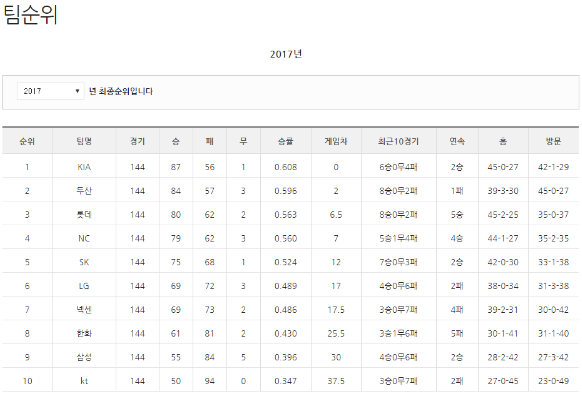 팀순위
2017년
2017 년 최종순위입니다
순위 팀명 경기 승 패 무 승률 게임차 최근10경기 연속 홈 방문
1 KIA 144 87 56 1 0.608 0 6승0무4패 2승 45-0-27 42-1-29
2 두산 144 84 57 3 0.596 2 8승0무2패 1패 39-3-30 45-0-27
3 롯데 144 80 62 2 0.563 6.5 8승0무2패 5승 45-2-25 35-0-37
4 NC 144 79 62 3 0.560 7 5승1무4패 4승 44-1-27 35-2-35
5 SK 144 75 68 1 0.524 12 7승0무3패 2승 42-0-30 33-1-38
6 LG 144 69 72 3 0.489 17 4승0무6패 2패 38-0-34 31-3-38
7 넥센 144 69 73 2 0.486 17.5 3승0무7패 4패 39-2-31 30-0-42
8 한화 144 61 81 2 0.430 25.5 3승1무6패 5패 30-1-41 31-1-40
9 삼성 144 55 84 5 0.396 30 4승0무6패 2승 28-2-42 27-3-42
10 kt 144 50 94 0 0.347 37.5 3승0무7패 2패 27-0-45 23-0-49